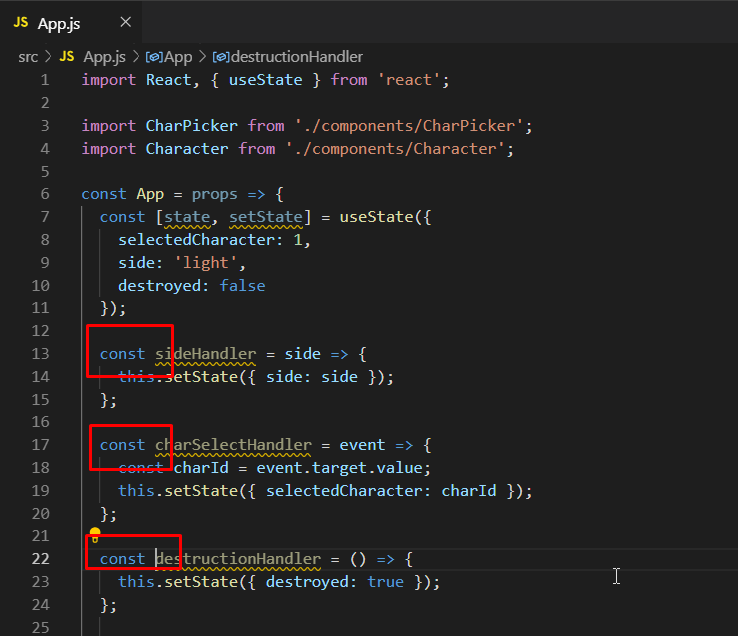 JS App.js ×
src > JS App.js > App > destructionHandler
1 import React, { useState } from 'react';
2
3 import CharPicker from './components/CharPicker';
4 import Character from './components/Character';
5
6 const App = props => {
7 const [state, setState] = useState({
8 selectedCharacter: 1,
9 side: 'light',
10 destroyed: false
11 });
12
13 const sideHandler = side => {
14 this.setState({ side: side });
15 };
16
17 const charSelectHandler = event => {
18 const charId = event.target.value;
19 this.setState({ selectedCharacter: charId });
20 };
21
22 const destructionHandler = () => {
23 this.setState({ destroyed: true });
24 };
25